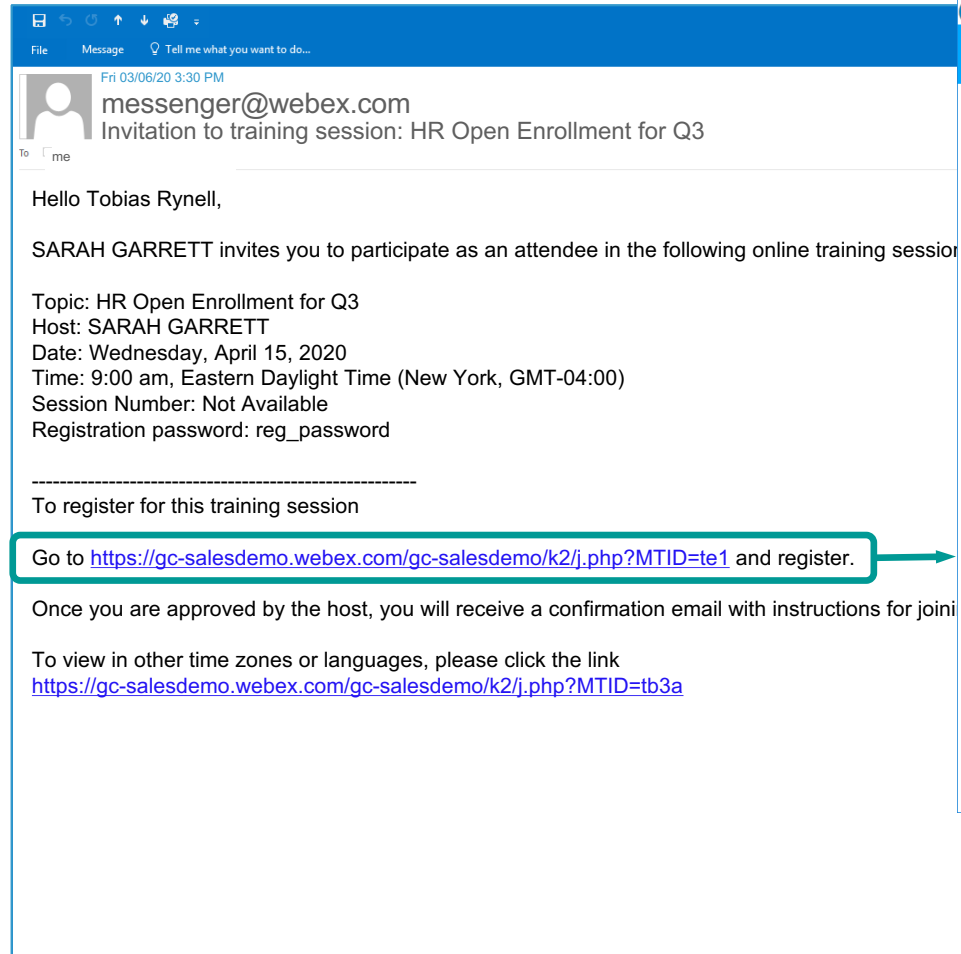 File Message Tell me what you want to do...
Fri 03/06/20 3:30 PM
messenger@webex.com
Invitation to training session: HR Open Enrollment for Q3
To me
Hello Tobias Rynell,
SARAH GARRETT invites you to participate as an attendee in the following online training session
Topic: HR Open Enrollment for Q3
Host: SARAH GARRETT
Date: Wednesday, April 15, 2020
Time: 9:00 am, Eastern Daylight Time (New York, GMT-04:00)
Session Number: Not Available
Registration password: reg_password
-------------------------------------------------------
To register for this training session
Go to https://gc-salesdemo.webex.com/gc-salesdemo/k2/j.php?MTID=te1 and register.
Once you are approved by the host, you will receive a confirmation email with instructions for joini
To view in other time zones or languages, please click the link
https://gc-salesdemo.webex.com/gc-salesdemo/k2/j.php?MTID=tb3a